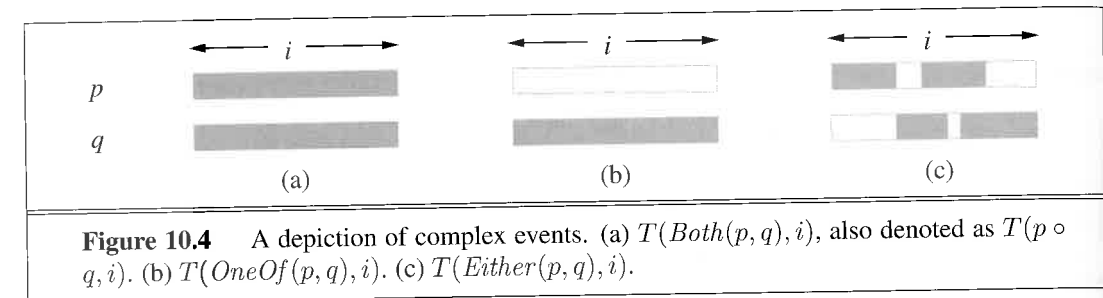 i i i
p
q
(a) (b) (c)
Figure 10.4 A depiction of complex events. (a) T(Both(p, q), i), also denoted as T(p ∘
q, i). (b) T(OneOf(p, q), i). (c) T(Either(p, q), i).